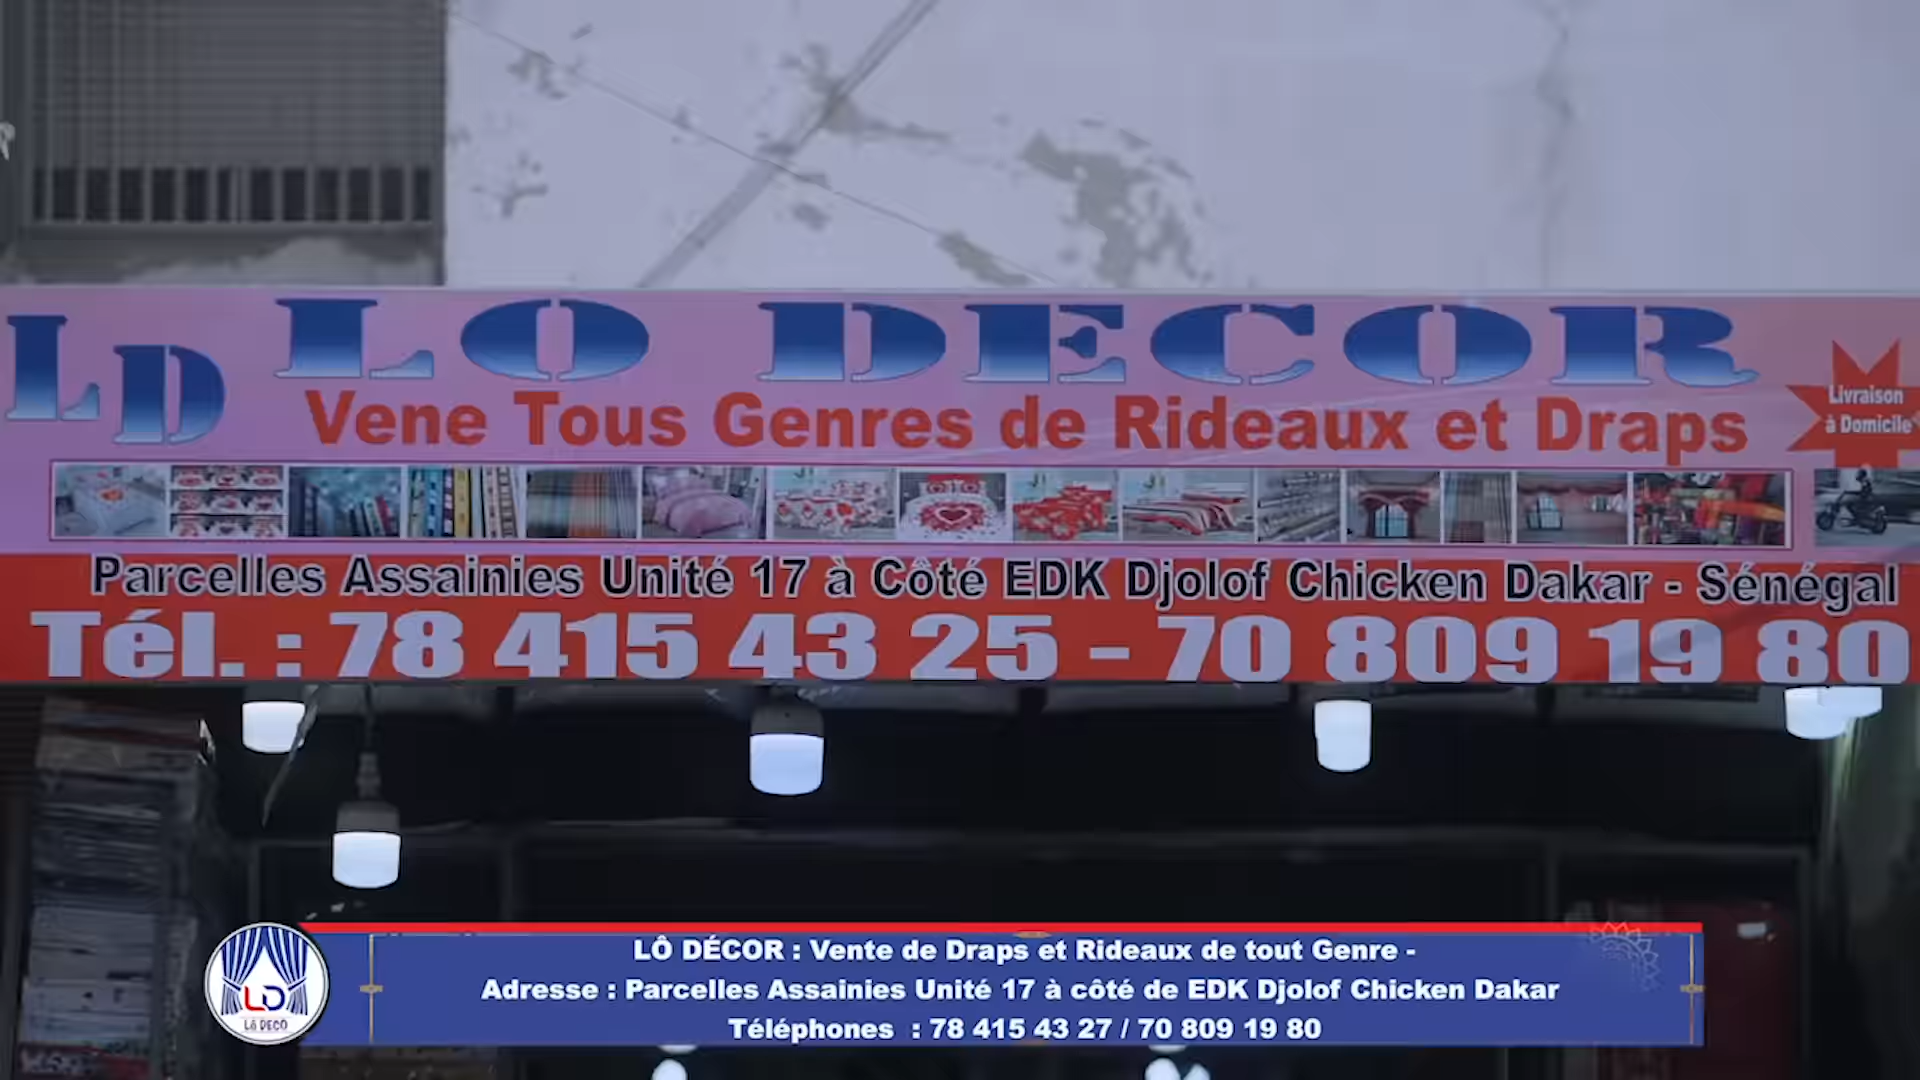 LD
LO DECOR
Vene Tous Genres de Rideaux et Draps
Livraison
à Domicile
Parcelles Assainies Unité 17 à Côté EDK Djolof Chicken Dakar - Sénégal
Tél. : 78 415 43 25 - 70 809 19 80
LÔ DÉCOR : Vente de Draps et Rideaux de tout Genre -
Adresse : Parcelles Assainies Unité 17 à côté de EDK Djolof Chicken Dakar
Téléphones : 78 415 43 27 / 70 809 19 80
LD
Lô DECO